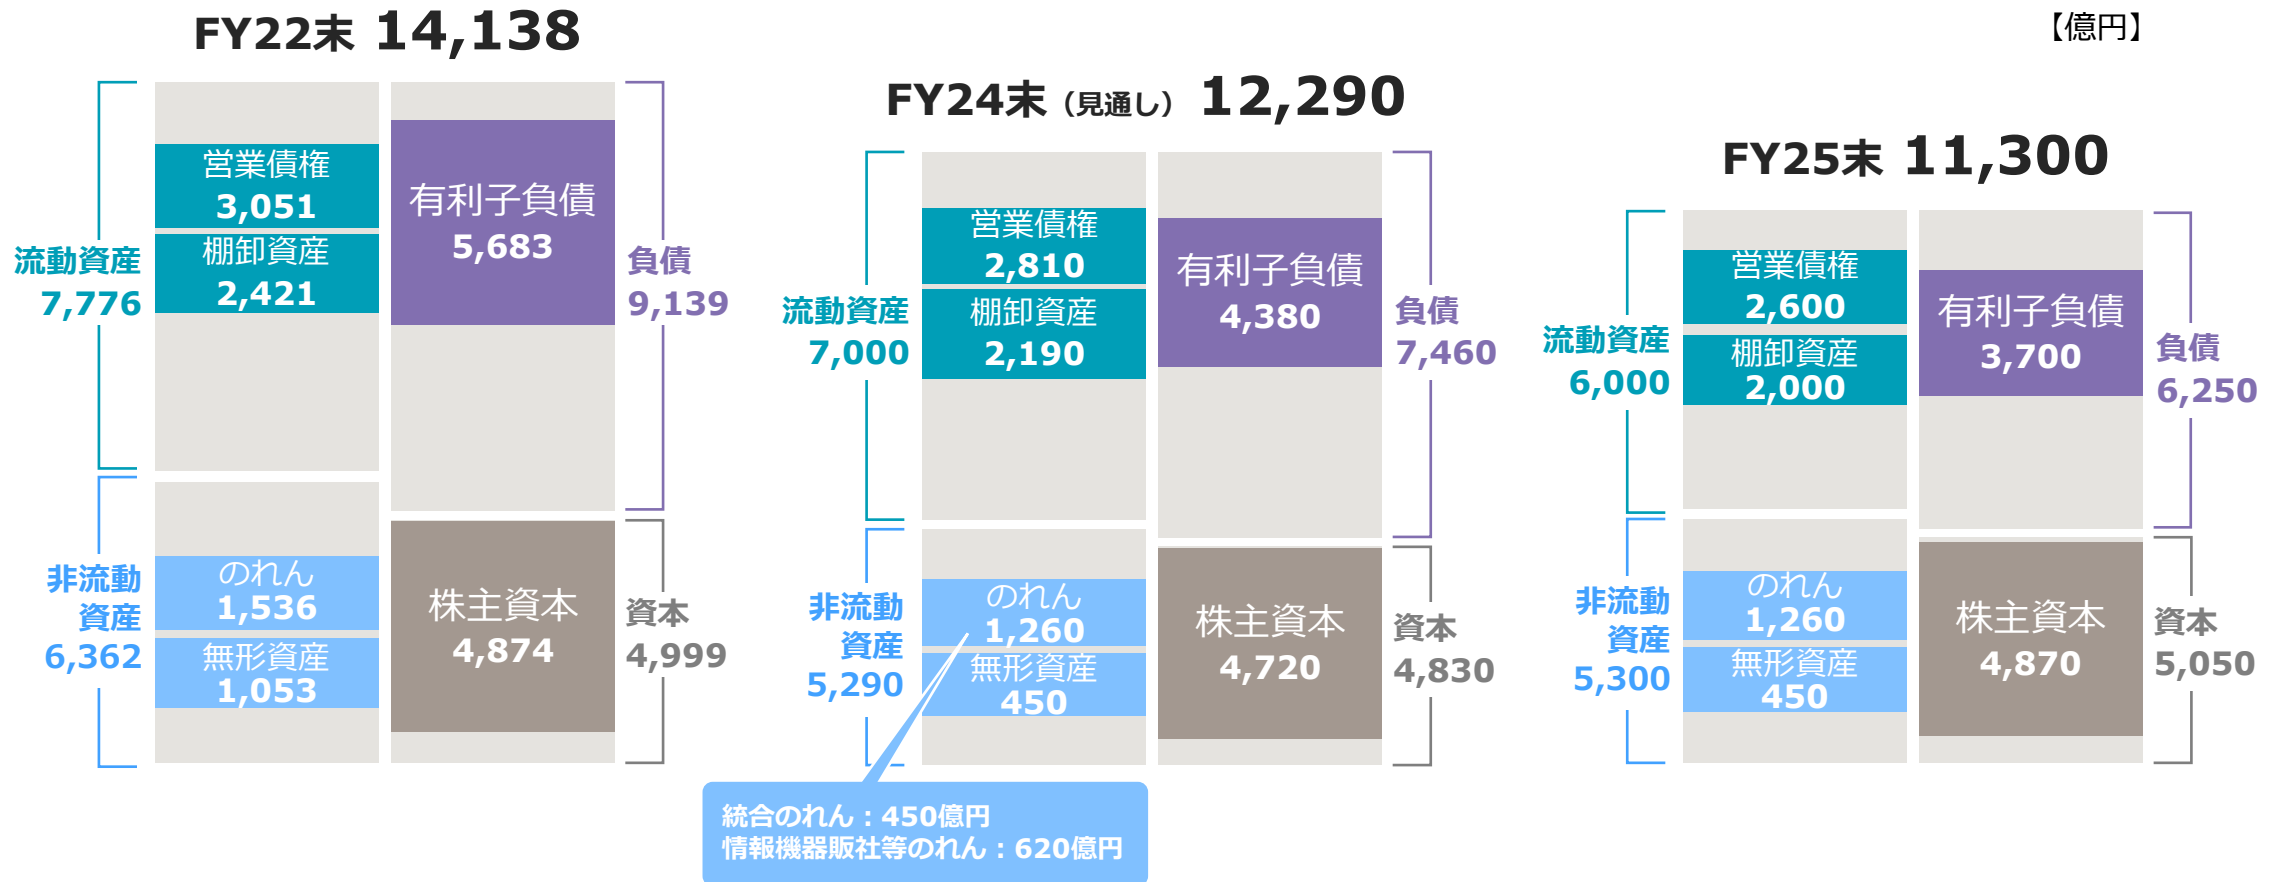 【億円】
FY22末 14,138
流動資産
7,776
営業債権
3,051
棚卸資産
2,421
非流動
資産
6,362
のれん
1,536
無形資産
1,053
有利子負債
5,683
負債
9,139
株主資本
4,874
資本
4,999
FY24末（見通し） 12,290
流動資産
7,000
営業債権
2,810
棚卸資産
2,190
非流動
資産
5,290
のれん
1,260
無形資産
450
統合のれん：450億円
情報機器販社等のれん：620億円
有利子負債
4,380
負債
7,460
株主資本
4,720
資本
4,830
FY25末 11,300
流動資産
6,000
営業債権
2,600
棚卸資産
2,000
非流動
資産
5,300
のれん
1,260
無形資産
450
有利子負債
3,700
負債
6,250
株主資本
4,870
資本
5,050